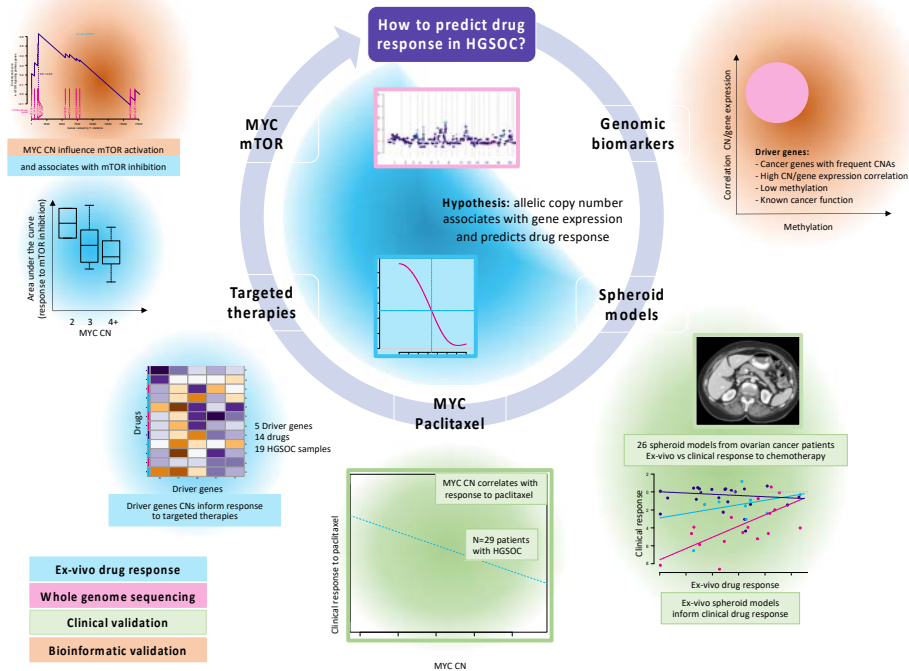 How to predict drug
response in HGSOC?
MYC
mTOR
Genomic
biomarkers
Hypothesis: allelic copy number
associates with gene expression
and predicts drug response
Targeted
therapies
Spheroid
models
MYC
Paclitaxel
MYC CN influence mTOR activation
and associates with mTOR inhibition
Area under the curve
(response to mTOR inhibition)
2 3 4+
MYC CN
Correlation CN/gene expression
Driver genes:
- Cancer genes with frequent CNAs
- High CN/gene expression correlation
- Low methylation
- Known cancer function
Methylation
Drugs
5 Driver genes
14 drugs
19 HGSOC samples
Driver genes
Driver genes CNs inform response
to targeted therapies
26 spheroid models from ovarian cancer patients
Ex-vivo vs clinical response to chemotherapy
Clinical response
2
0
2
4
6
8
Ex-vivo drug response
Ex-vivo spheroid models
inform clinical drug response
Clinical response to paclitaxel
MYC CN correlates with
response to paclitaxel
N=29 patients
with HGSOC
MYC CN
Ex-vivo drug response
Whole genome sequencing
Clinical validation
Bioinformatic validation